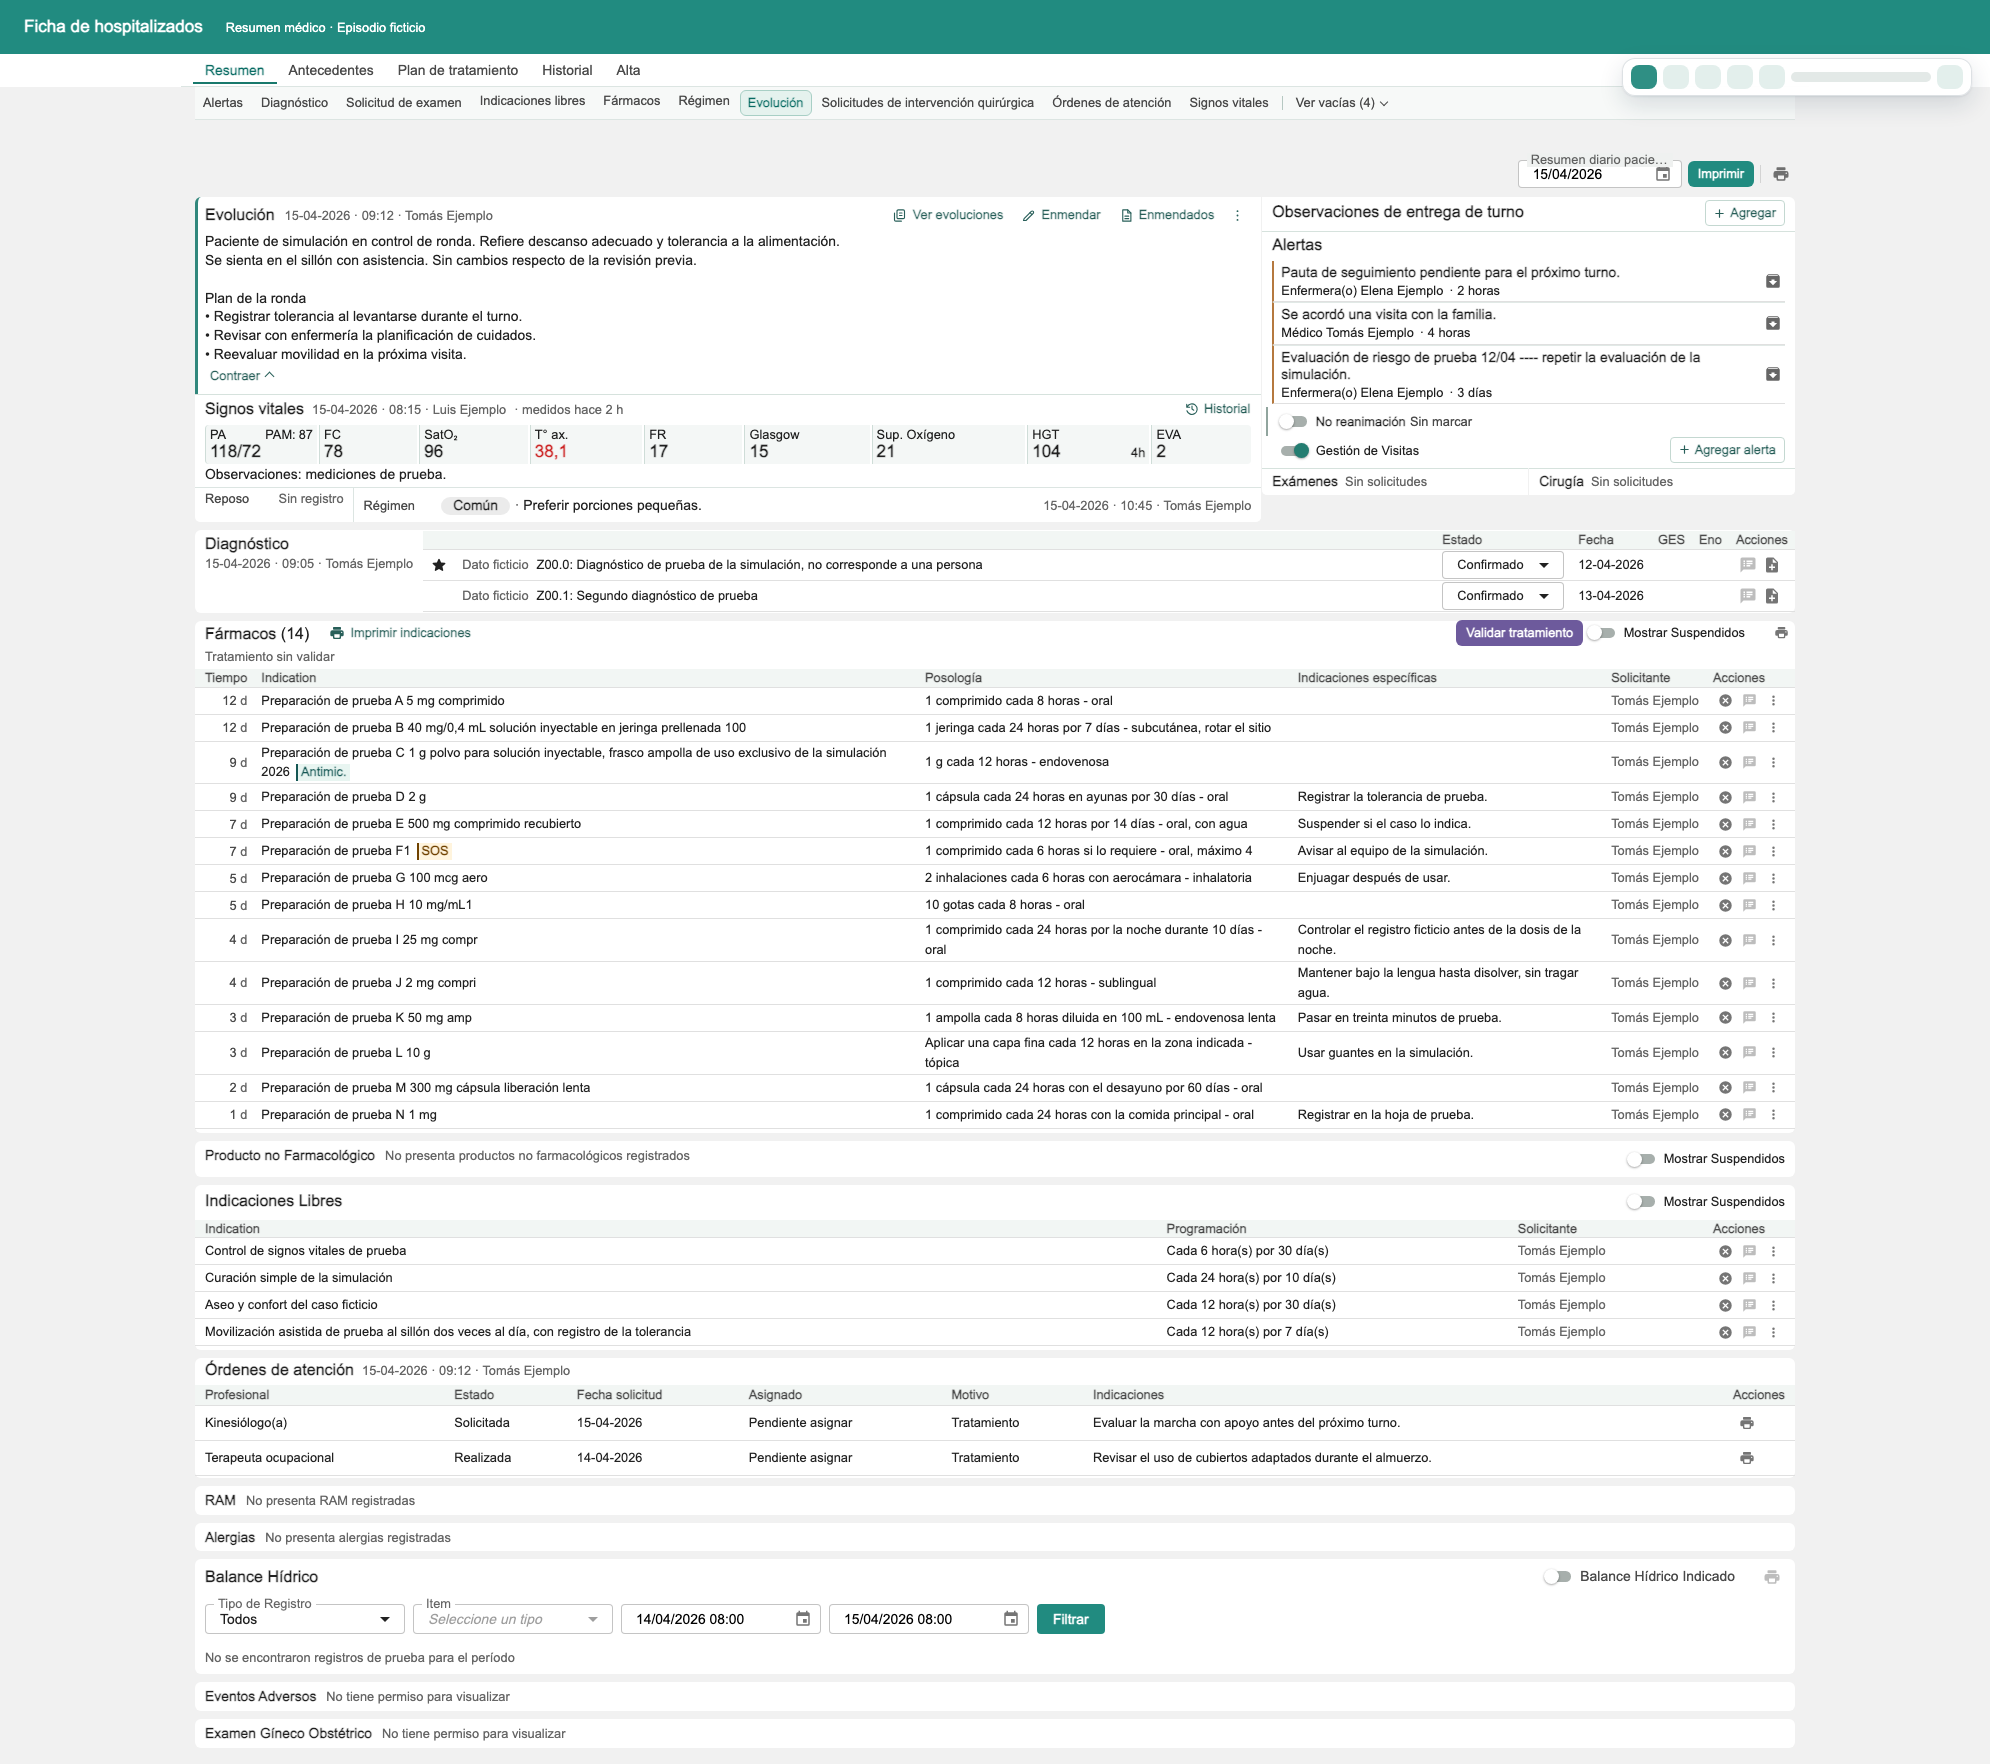 Ficha de hospitalizados Resumen médico · Episodio ficticio
Resumen Antecedentes Plan de tratamiento Historial Alta
Alertas Diagnóstico Solicitud de examen Indicaciones libres Fármacos Régimen Evolución Solicitudes de intervención quirúrgica Órdenes de atención Signos vitales Ver vacías (4)
Resumen diario pacie...
15/04/2026 Imprimir
Evolución 15-04-2026 · 09:12 · Tomás Ejemplo Ver evoluciones Enmendar Enmendados
Paciente de simulación en control de ronda. Refiere descanso adecuado y tolerancia a la alimentación.
Se sienta en el sillón con asistencia. Sin cambios respecto de la revisión previa.
Plan de la ronda
• Registrar tolerancia al levantarse durante el turno.
• Revisar con enfermería la planificación de cuidados.
• Reevaluar movilidad en la próxima visita.
Contraer
Signos vitales 15-04-2026 · 08:15 · Luis Ejemplo · medidos hace 2 h Historial
PA PAM: 87 FC SatO₂ T° ax. FR Glasgow Sup. Oxígeno HGT EVA
118/72 78 96 38,1 17 15 21 104 4h 2
Observaciones: mediciones de prueba.
Reposo Sin registro Régimen Común · Preferir porciones pequeñas. 15-04-2026 · 10:45 · Tomás Ejemplo
Observaciones de entrega de turno + Agregar
Alertas
Pauta de seguimiento pendiente para el próximo turno.
Enfermera(o) Elena Ejemplo · 2 horas
Se acordó una visita con la familia.
Médico Tomás Ejemplo · 4 horas
Evaluación de riesgo de prueba 12/04 ---- repetir la evaluación de la
simulación.
Enfermera(o) Elena Ejemplo · 3 días
No reanimación Sin marcar
Gestión de Visitas + Agregar alerta
Exámenes Sin solicitudes Cirugía Sin solicitudes
Diagnóstico
15-04-2026 · 09:05 · Tomás Ejemplo
Estado Fecha GES Eno Acciones
Dato ficticio Z00.0: Diagnóstico de prueba de la simulación, no corresponde a una persona Confirmado 12-04-2026
Dato ficticio Z00.1: Segundo diagnóstico de prueba Confirmado 13-04-2026
Fármacos (14) Imprimir indicaciones Validar tratamiento Mostrar Suspendidos
Tratamiento sin validar
Tiempo Indication Posología Indicaciones específicas Solicitante Acciones
12 d Preparación de prueba A 5 mg comprimido 1 comprimido cada 8 horas - oral Tomás Ejemplo
12 d Preparación de prueba B 40 mg/0,4 mL solución inyectable en jeringa prellenada 100 1 jeringa cada 24 horas por 7 días - subcutánea, rotar el sitio Tomás Ejemplo
9 d Preparación de prueba C 1 g polvo para solución inyectable, frasco ampolla de uso exclusivo de la simulación
2026 Antimic. 1 g cada 12 horas - endovenosa Tomás Ejemplo
9 d Preparación de prueba D 2 g 1 cápsula cada 24 horas en ayunas por 30 días - oral Registrar la tolerancia de prueba. Tomás Ejemplo
7 d Preparación de prueba E 500 mg comprimido recubierto 1 comprimido cada 12 horas por 14 días - oral, con agua Suspender si el caso lo indica. Tomás Ejemplo
7 d Preparación de prueba F1 SOS 1 comprimido cada 6 horas si lo requiere - oral, máximo 4 Avisar al equipo de la simulación. Tomás Ejemplo
5 d Preparación de prueba G 100 mcg aero 2 inhalaciones cada 6 horas con aerocámara - inhalatoria Enjuagar después de usar. Tomás Ejemplo
5 d Preparación de prueba H 10 mg/mL1 10 gotas cada 8 horas - oral Tomás Ejemplo
4 d Preparación de prueba I 25 mg compr 1 comprimido cada 24 horas por la noche durante 10 días -
oral Controlar el registro ficticio antes de la dosis de la
noche. Tomás Ejemplo
4 d Preparación de prueba J 2 mg compri 1 comprimido cada 12 horas - sublingual Mantener bajo la lengua hasta disolver, sin tragar
agua. Tomás Ejemplo
3 d Preparación de prueba K 50 mg amp 1 ampolla cada 8 horas diluida en 100 mL - endovenosa lenta Pasar en treinta minutos de prueba. Tomás Ejemplo
3 d Preparación de prueba L 10 g Aplicar una capa fina cada 12 horas en la zona indicada -
tópica Usar guantes en la simulación. Tomás Ejemplo
2 d Preparación de prueba M 300 mg cápsula liberación lenta 1 cápsula cada 24 horas con el desayuno por 60 días - oral Tomás Ejemplo
1 d Preparación de prueba N 1 mg 1 comprimido cada 24 horas con la comida principal - oral Registrar en la hoja de prueba. Tomás Ejemplo
Producto no Farmacológico No presenta productos no farmacológicos registrados Mostrar Suspendidos
Indicaciones Libres Mostrar Suspendidos
Indication Programación Solicitante Acciones
Control de signos vitales de prueba Cada 6 hora(s) por 30 día(s) Tomás Ejemplo
Curación simple de la simulación Cada 24 hora(s) por 10 día(s) Tomás Ejemplo
Aseo y confort del caso ficticio Cada 12 hora(s) por 30 día(s) Tomás Ejemplo
Movilización asistida de prueba al sillón dos veces al día, con registro de la tolerancia Cada 12 hora(s) por 7 día(s) Tomás Ejemplo
Órdenes de atención 15-04-2026 · 09:12 · Tomás Ejemplo
Profesional Estado Fecha solicitud Asignado Motivo Indicaciones Acciones
Kinesiólogo(a) Solicitada 15-04-2026 Pendiente asignar Tratamiento Evaluar la marcha con apoyo antes del próximo turno.
Terapeuta ocupacional Realizada 14-04-2026 Pendiente asignar Tratamiento Revisar el uso de cubiertos adaptados durante el almuerzo.
RAM No presenta RAM registradas
Alergias No presenta alergias registradas
Balance Hídrico Balance Hídrico Indicado
Tipo de Registro Item
Todos Seleccione un tipo 14/04/2026 08:00 15/04/2026 08:00 Filtrar
No se encontraron registros de prueba para el período
Eventos Adversos No tiene permiso para visualizar
Examen Gíneco Obstétrico No tiene permiso para visualizar